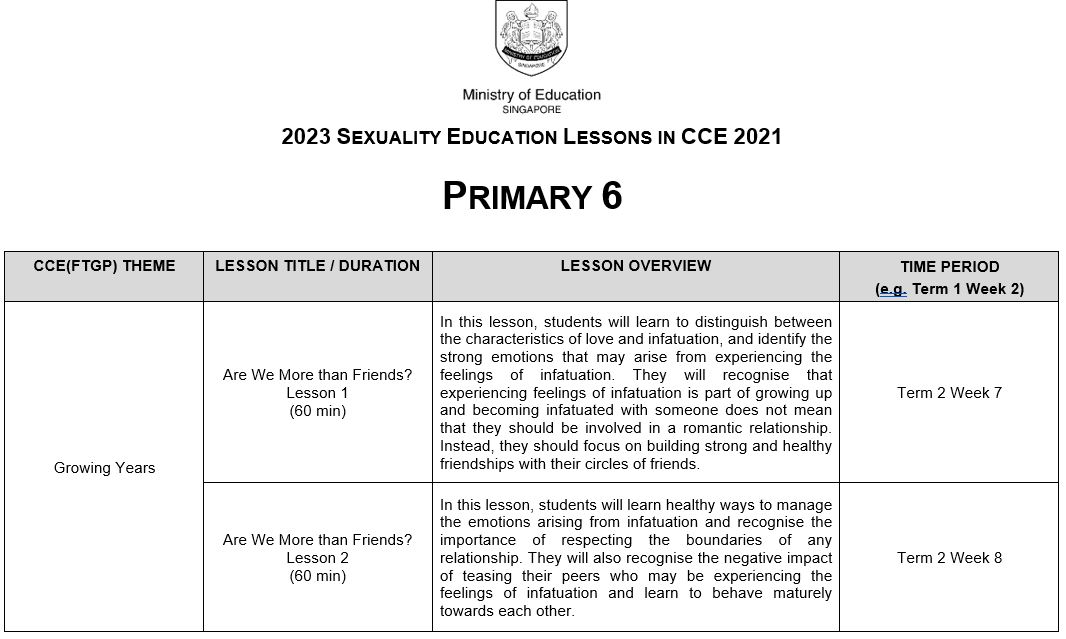 MINISTRY OF EDUCATION
SINGAPORE
Ministry of Education
SINGAPORE
2023 SEXUALITY EDUCATION LESSONS IN CCE 2021
PRIMARY 6
CCE(FTGP) THEME
LESSON TITLE / DURATION
LESSON OVERVIEW
TIME PERIOD
(e.g. Term 1 Week 2)
Growing Years
Are We More than Friends?
Lesson 1
(60 min)
In this lesson, students will learn to distinguish between
the characteristics of love and infatuation, and identify the
strong emotions that may arise from experiencing the
feelings of infatuation. They will recognise that
experiencing feelings of infatuation is part of growing up
and becoming infatuated with someone does not mean
that they should be involved in a romantic relationship.
Instead, they should focus on building strong and healthy
friendships with their circles of friends.
Term 2 Week 7
Are We More than Friends?
Lesson 2
(60 min)
In this lesson, students will learn healthy ways to manage
the emotions arising from infatuation and recognise the
importance of respecting the boundaries of any
relationship. They will also recognise the negative impact
of teasing their peers who may be experiencing the
feelings of infatuation and learn to behave maturely
towards each other.
Term 2 Week 8